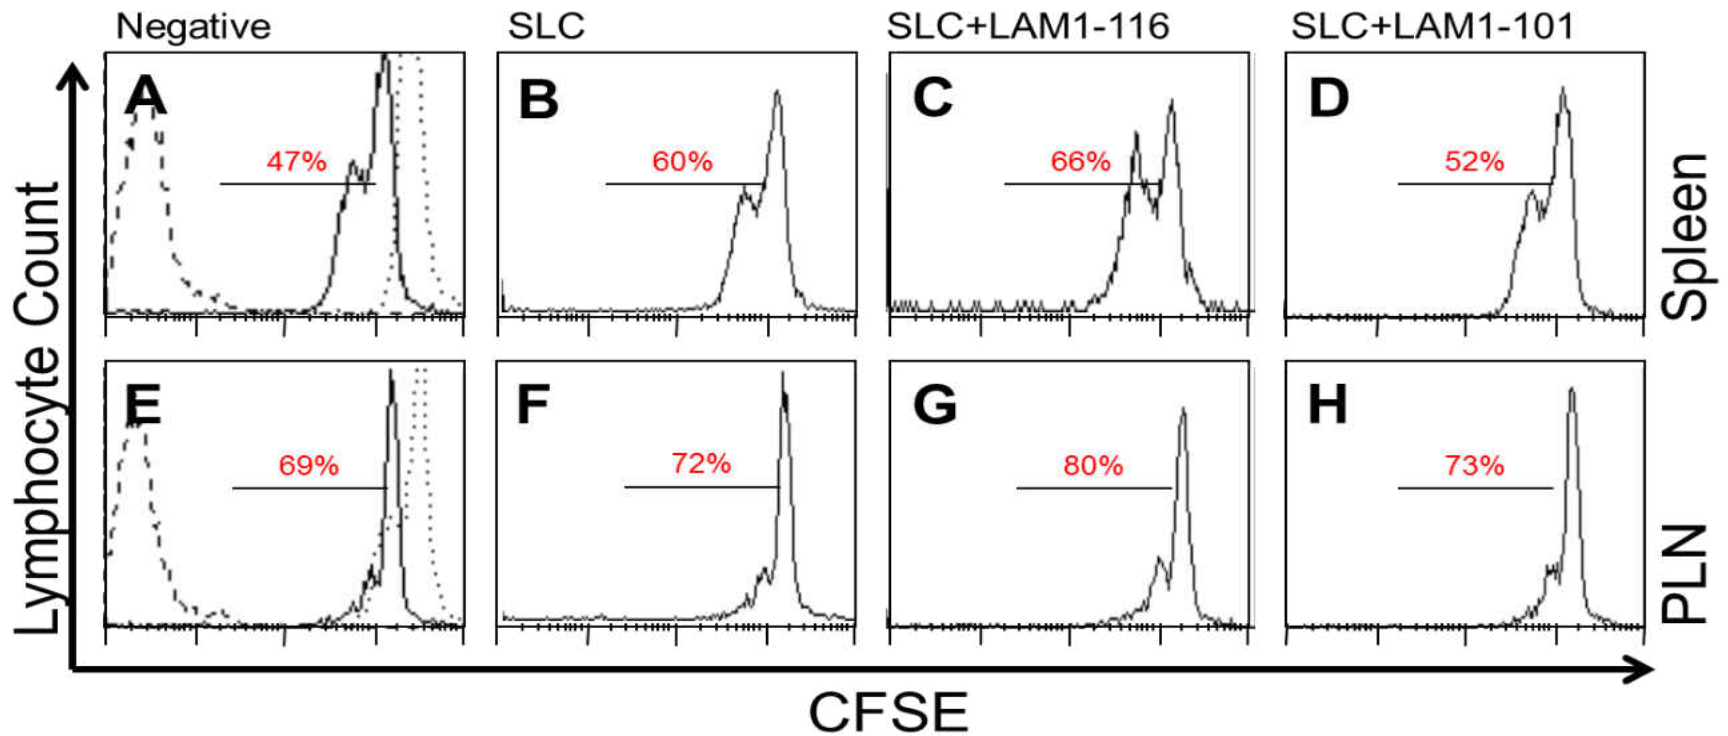 Negative
SLC
SLC+LAM1-116
SLC+LAM1-101
A
47%
B
60%
C
66%
D
52%
Spleen
E
69%
F
72%
G
80%
H
73%
PLN
Lymphocyte Count
CFSE